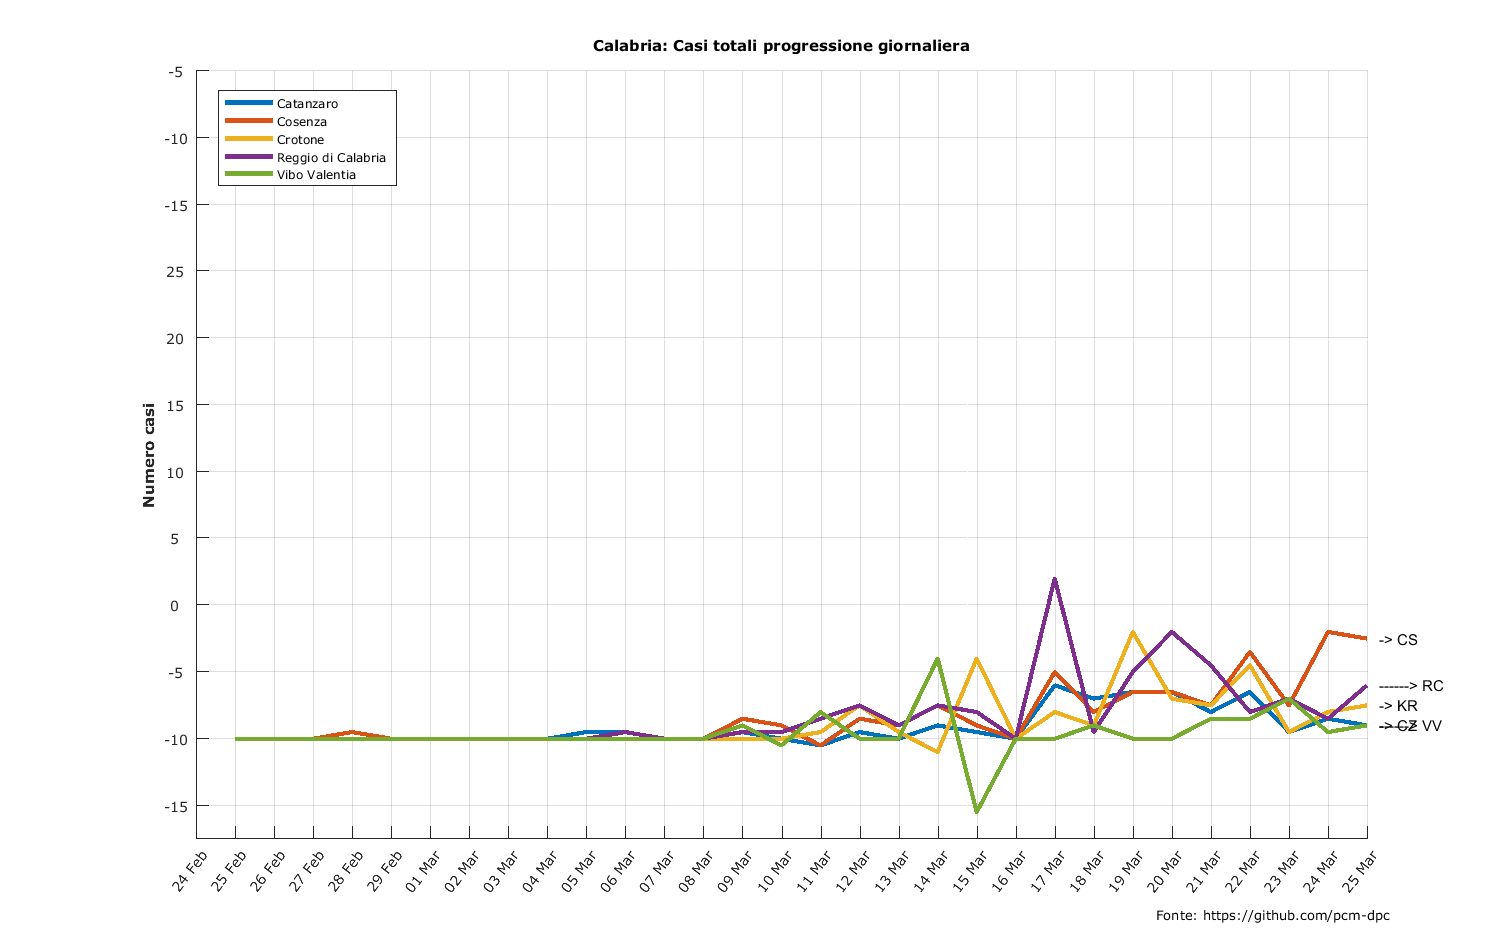 Calabria: Casi totali progressione giornaliera
-5
-10
-15
25
20
15
10
5
0
-5
-10
-15
Numero casi
Catanzaro
Cosenza
Crotone
Reggio di Calabria
Vibo Valentia
-> CS
------> RC
-> KR
-> CZ
-----> VV
24 Feb
25 Feb
26 Feb
27 Feb
28 Feb
29 Feb
01 Mar
02 Mar
03 Mar
04 Mar
05 Mar
06 Mar
07 Mar
08 Mar
09 Mar
10 Mar
11 Mar
12 Mar
13 Mar
14 Mar
15 Mar
16 Mar
17 Mar
18 Mar
19 Mar
20 Mar
21 Mar
22 Mar
23 Mar
24 Mar
25 Mar
Fonte: https://github.com/pcm-dpc